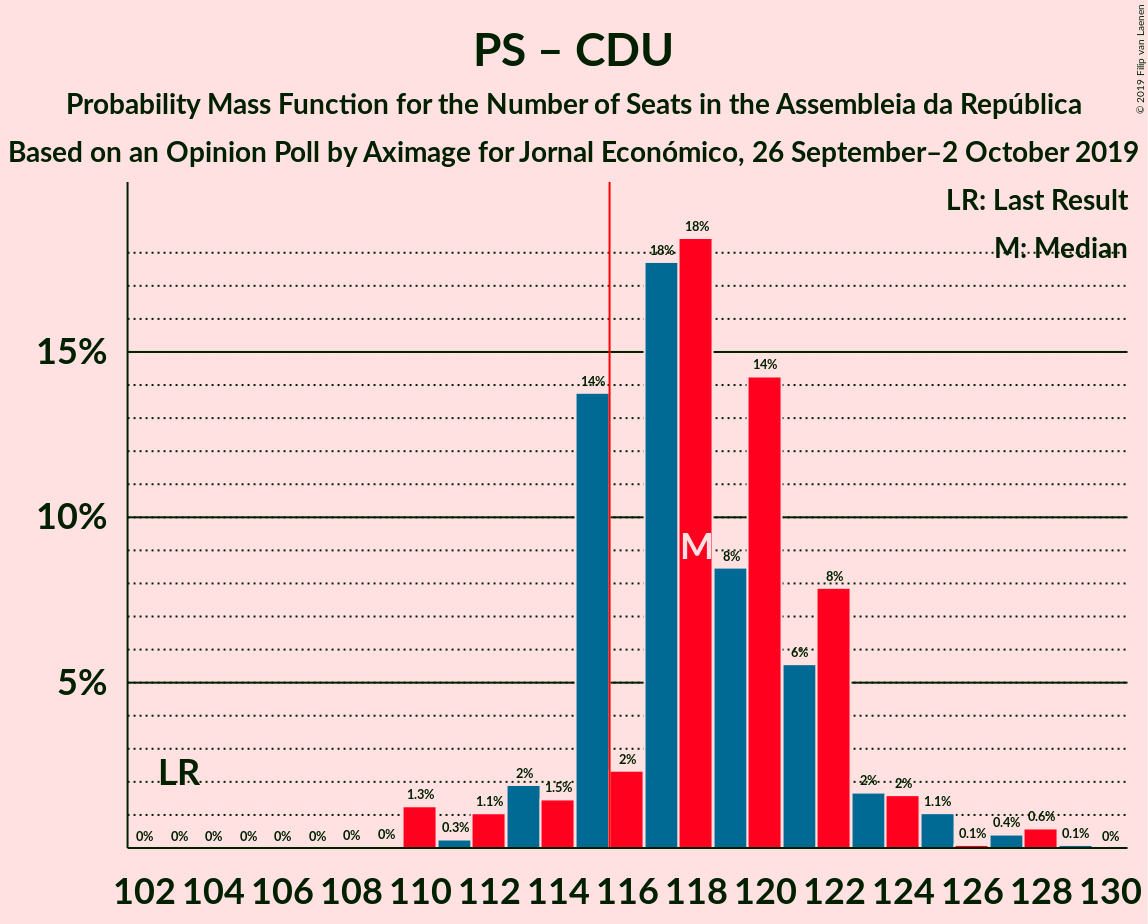 © 2019 Filip van Laenen
PS – CDU
Probability Mass Function for the Number of Seats in the Assembleia da República
Based on an Opinion Poll by Aximage for Jornal Económico, 26 September–2 October 2019
LR: Last Result
M: Median
15%
10%
5%
LR
M
0% 0% 0% 0% 0% 0% 0% 0% 1.3% 0.3% 1.1% 2% 1.5% 14% 2% 18% 18% 8% 14% 6% 8% 2% 2% 1.1% 0.1% 0.4% 0.6% 0.1% 0%
102 104 106 108 110 112 114 116 118 120 122 124 126 128 130